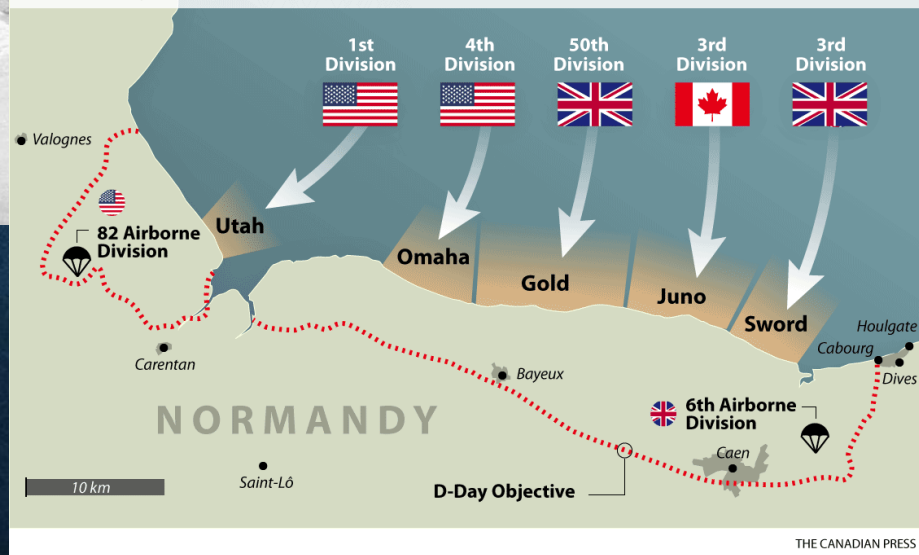 1st
Division
4th
Division
50th
Division
3rd
Division
3rd
Division
Valognes
82 Airborne
Division
Utah
Omaha
Gold
Juno
Sword
Houlgate
Cabourg
Dives
Carentan
Bayeux
NORMANDY
6th Airborne
Division
Caen
Saint-Lô
10 km
D-Day Objective
THE CANADIAN PRESS